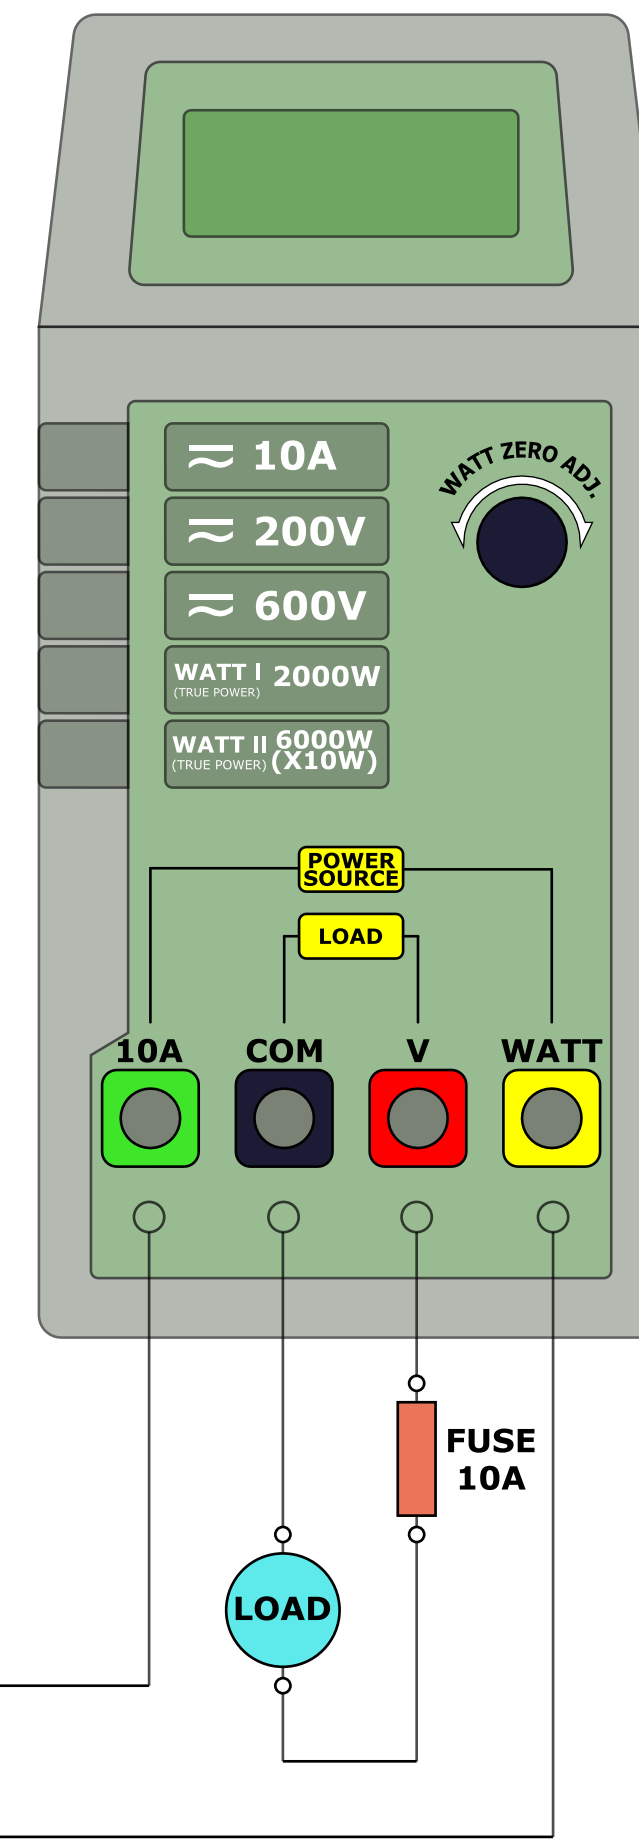 10A
200V
600V
WATT I 2000W
(TRUE POWER)
WATT II 6000W
(TRUE POWER) (X10W)
WATT ZERO ADJ.
POWER
SOURCE
LOAD
10A COM V WATT
FUSE
10A
LOAD